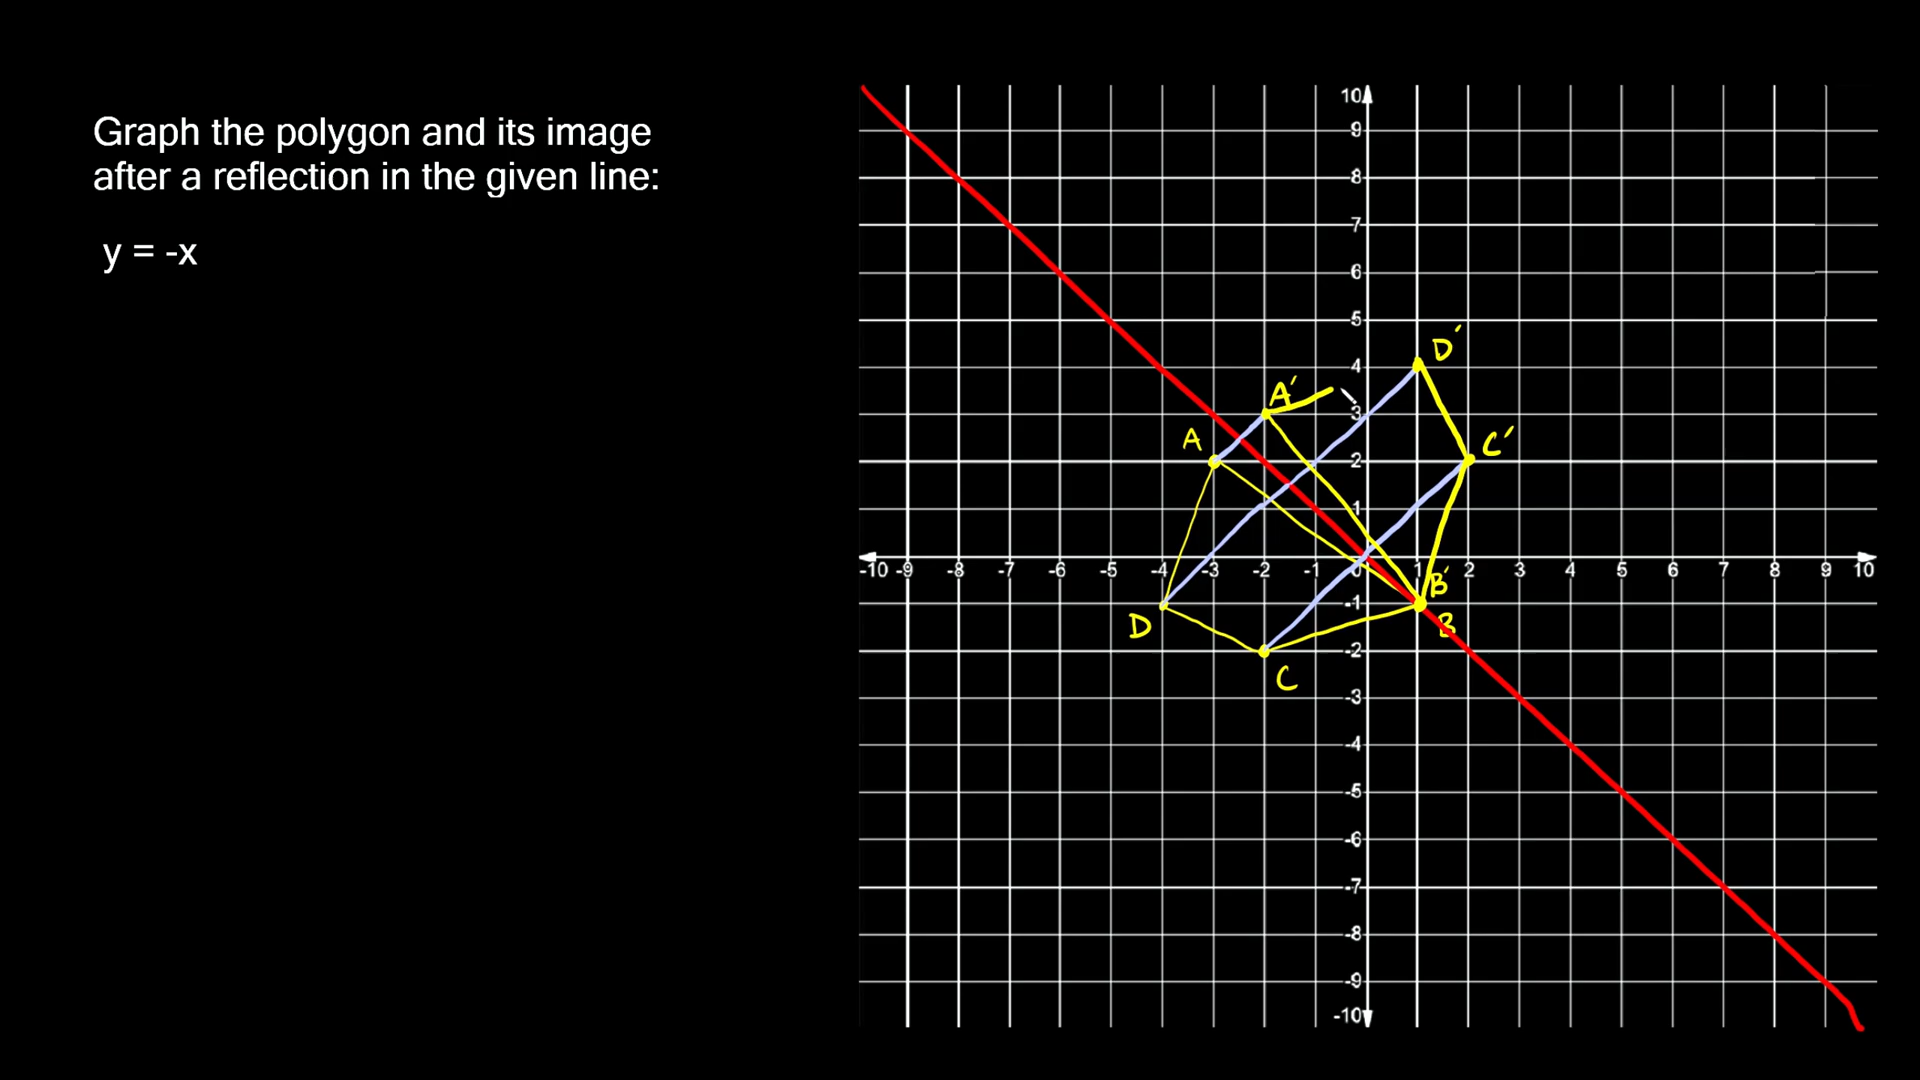 Graph the polygon and its image
after a reflection in the given line:
y = -x
10
9
8
7
6
5
D′
4
A′
3
A
C′
2
1
-10 -9 -8 -7 -6 -5 -4 -3 -2 -1 0 1 2 3 4 5 6 7 8 9 10
B′
-1
D
B
-2
C
-3
-4
-5
-6
-7
-8
-9
-10